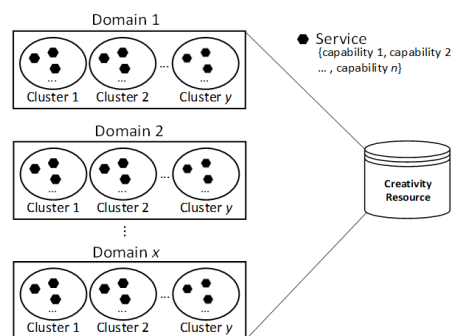 Domain 1
... ... ... ...
Cluster 1 Cluster 2 Cluster y
Service
{capability 1, capability 2
... , capability n}
Domain 2
... ... ... ...
Cluster 1 Cluster 2 Cluster y
⋮
Domain x
... ... ... ...
Cluster 1 Cluster 2 Cluster y
Creativity
Resource